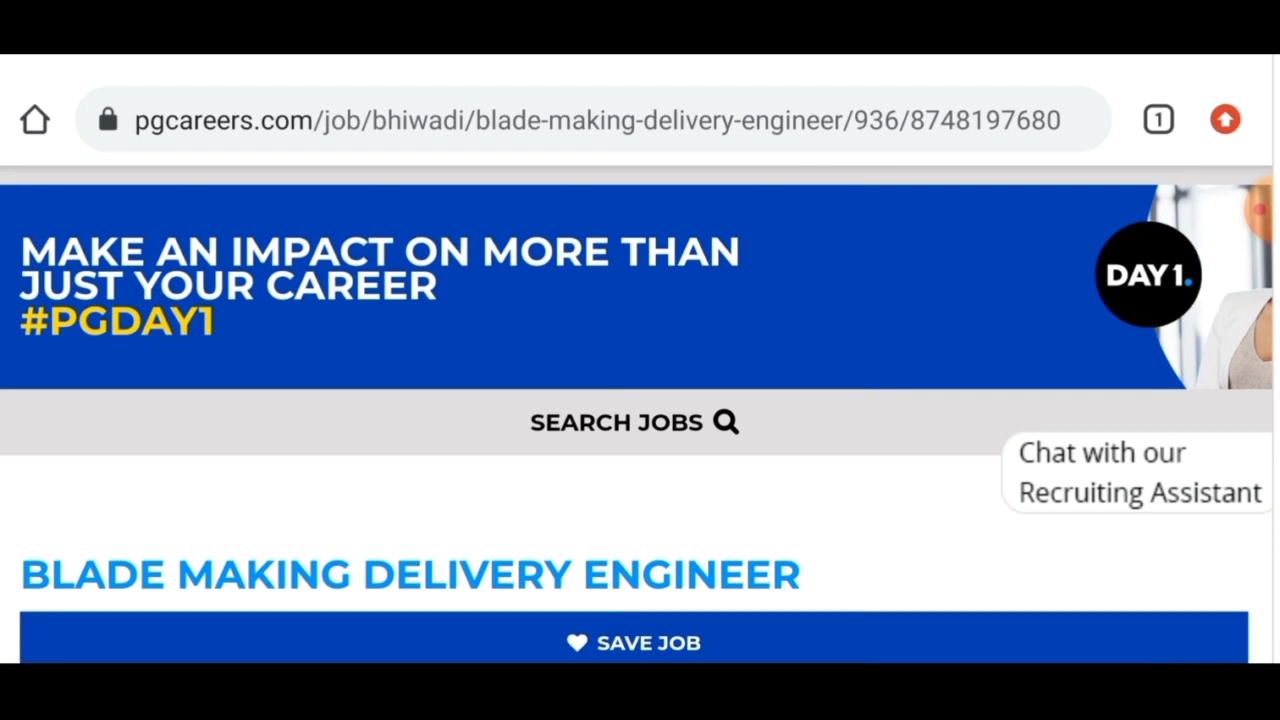 pgcareers.com/job/bhiwadi/blade-making-delivery-engineer/936/8748197680
1
MAKE AN IMPACT ON MORE THAN
JUST YOUR CAREER
#PGDAY1
DAY 1.
SEARCH JOBS
Chat with our
Recruiting Assistant
BLADE MAKING DELIVERY ENGINEER
SAVE JOB